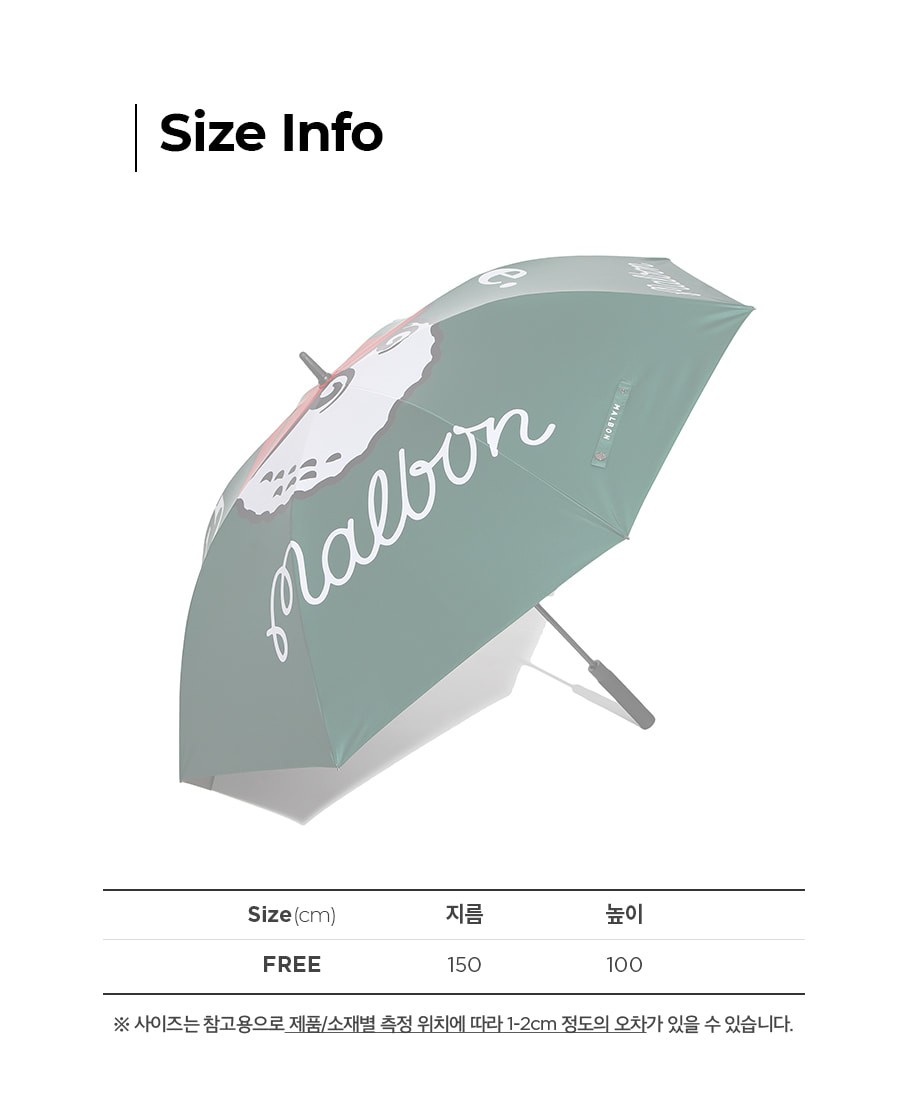 Size Info
e.
Malbon
MALBON
Malbon
Size(cm) 지름 높이
FREE 150 100
※ 사이즈는 참고용으로 제품/소재별 측정 위치에 따라 1-2cm 정도의 오차가 있을 수 있습니다.